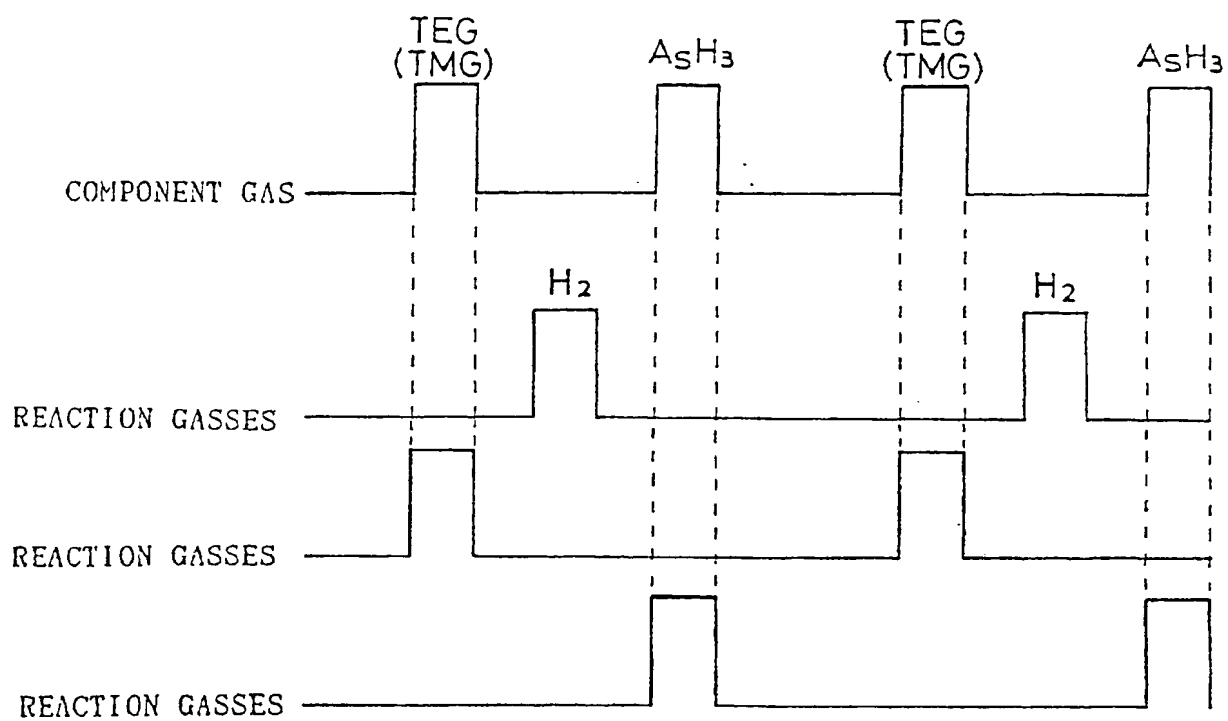 TEG
(TMG)
AsH₃
TEG
(TMG)
AsH₃
COMPONENT GAS
H₂
H₂
REACTION GASSES
REACTION GASSES
REACTION GASSES